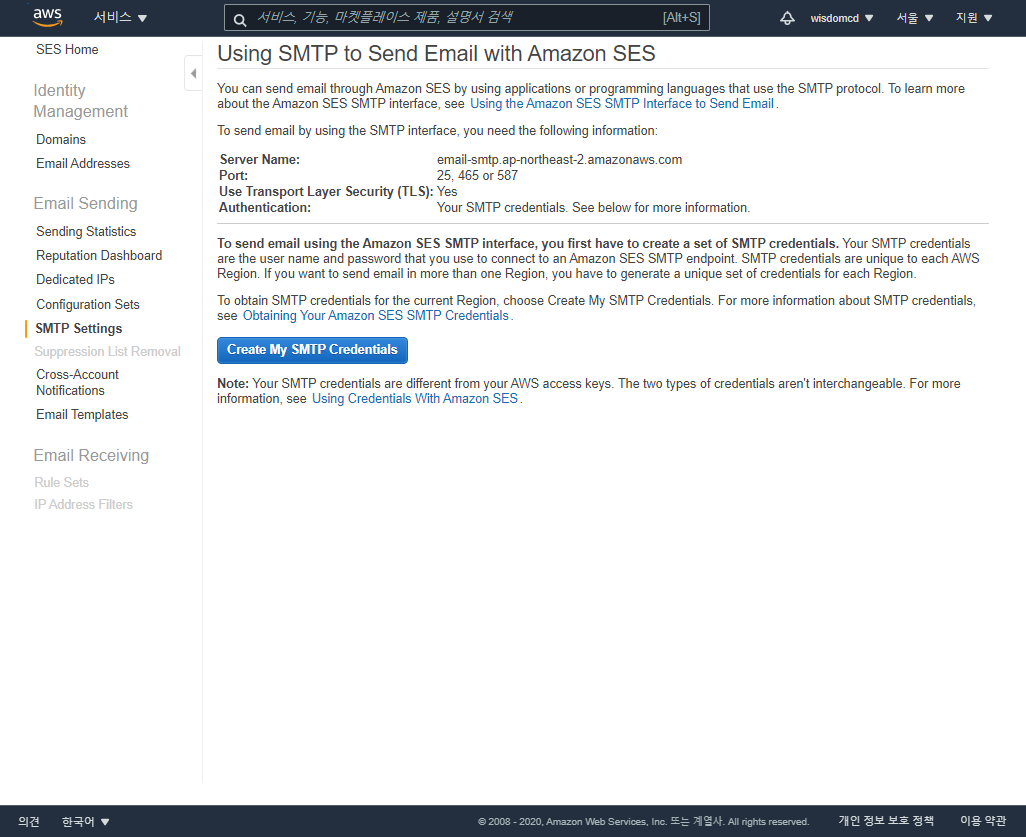 aws
서비스
서비스, 기능, 마켓플레이스 제품, 설명서 검색
[Alt+S]
wisdomcd
서울
지원
SES Home
Identity
Management
Domains
Email Addresses
Email Sending
Sending Statistics
Reputation Dashboard
Dedicated IPs
Configuration Sets
SMTP Settings
Suppression List Removal
Cross-Account
Notifications
Email Templates
Email Receiving
Rule Sets
IP Address Filters
Using SMTP to Send Email with Amazon SES
You can send email through Amazon SES by using applications or programming languages that use the SMTP protocol. To learn more
about the Amazon SES SMTP interface, see Using the Amazon SES SMTP Interface to Send Email.
To send email by using the SMTP interface, you need the following information:
Server Name: email-smtp.ap-northeast-2.amazonaws.com
Port: 25, 465 or 587
Use Transport Layer Security (TLS): Yes
Authentication: Your SMTP credentials. See below for more information.
To send email using the Amazon SES SMTP interface, you first have to create a set of SMTP credentials. Your SMTP credentials
are the user name and password that you use to connect to an Amazon SES SMTP endpoint. SMTP credentials are unique to each AWS
Region. If you want to send email in more than one Region, you have to generate a unique set of credentials for each Region.
To obtain SMTP credentials for the current Region, choose Create My SMTP Credentials. For more information about SMTP credentials,
see Obtaining Your Amazon SES SMTP Credentials.
Create My SMTP Credentials
Note: Your SMTP credentials are different from your AWS access keys. The two types of credentials aren't interchangeable. For more
information, see Using Credentials With Amazon SES.
의견
한국어
© 2008 - 2020, Amazon Web Services, Inc. 또는 계열사. All rights reserved.
개인 정보 보호 정책
이용 약관